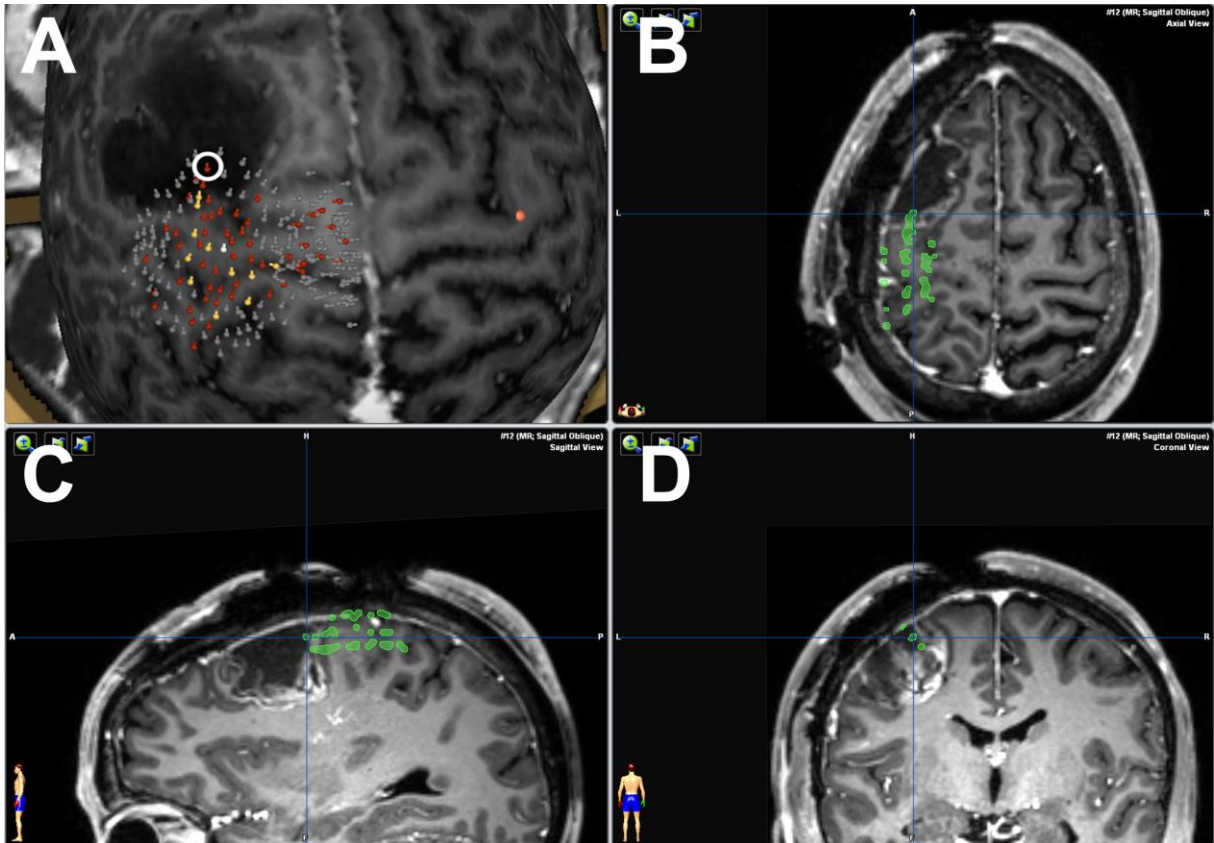 A
B
A
#12 (MR; Sagittal Oblique)
Axial View
L
R
P
C
H
#12 (MR; Sagittal Oblique)
Sagittal View
A
P
F
D
H
#12 (MR; Sagittal Oblique)
Coronal View
L
R
F